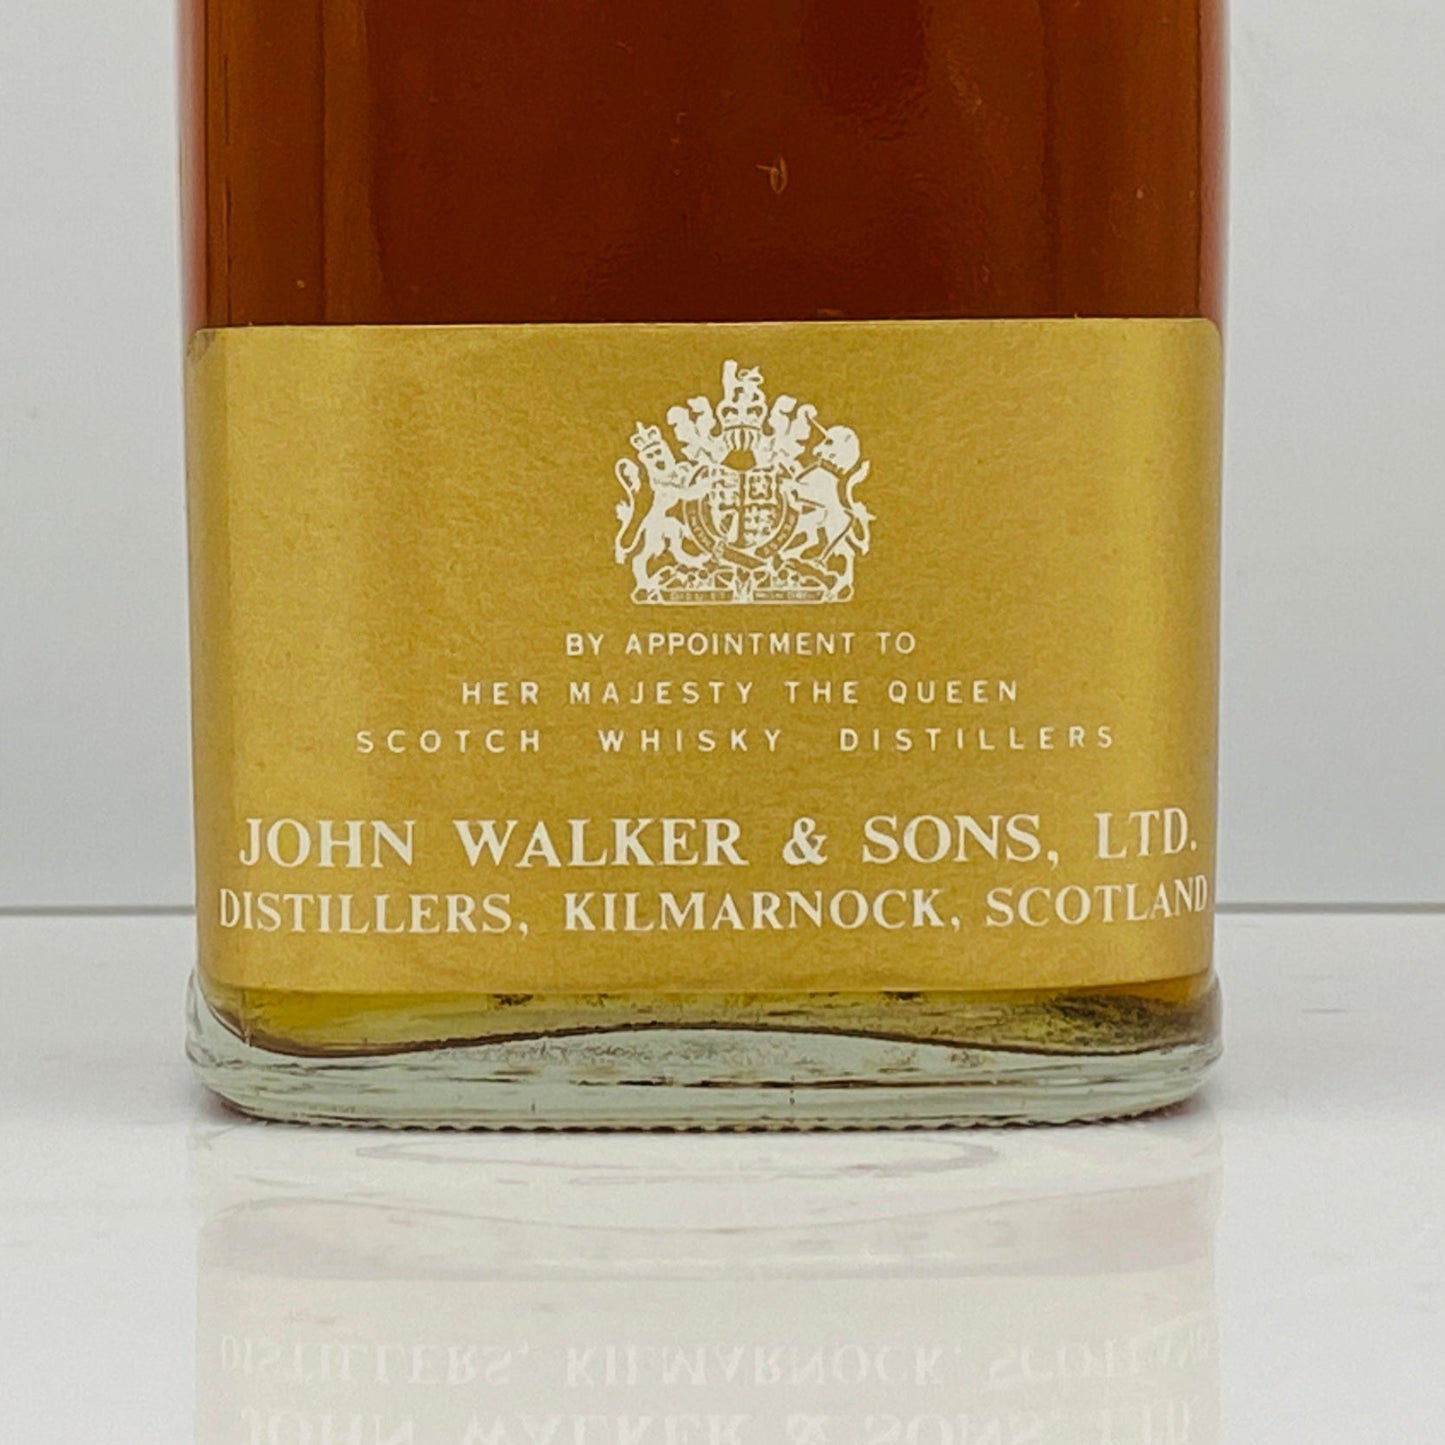 BY APPOINTMENT TO
HER MAJESTY THE QUEEN
SCOTCH WHISKY DISTILLERS
JOHN WALKER & SONS, LTD.
DISTILLERS, KILMARNOCK, SCOTLAND